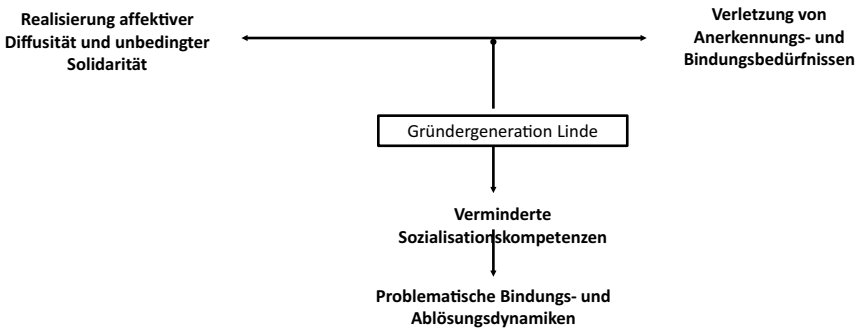 Realisierung affektiver
Diffusität und unbedingter
Solidarität
Verletzung von
Anerkennungs- und
Bindungsbedürfnissen
Gründergeneration Linde
Verminderte
Sozialisationskompetenzen
Problematische Bindungs- und
Ablösungsdynamiken